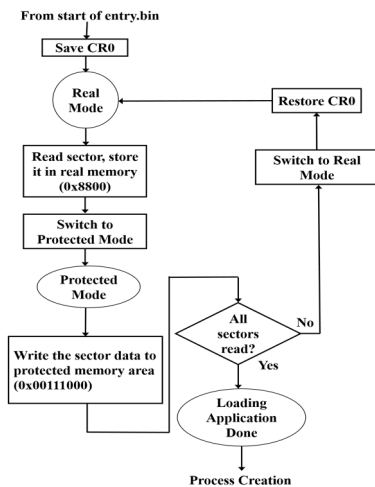 From start of entry.bin
Save CR0
Real
Mode
Restore CR0
Read sector, store
it in real memory
(0x8800)
Switch to Real
Mode
Switch to
Protected Mode
Protected
Mode
All
sectors
read?
No
Yes
Write the sector data to
protected memory area
(0x00111000)
Loading
Application
Done
Process Creation